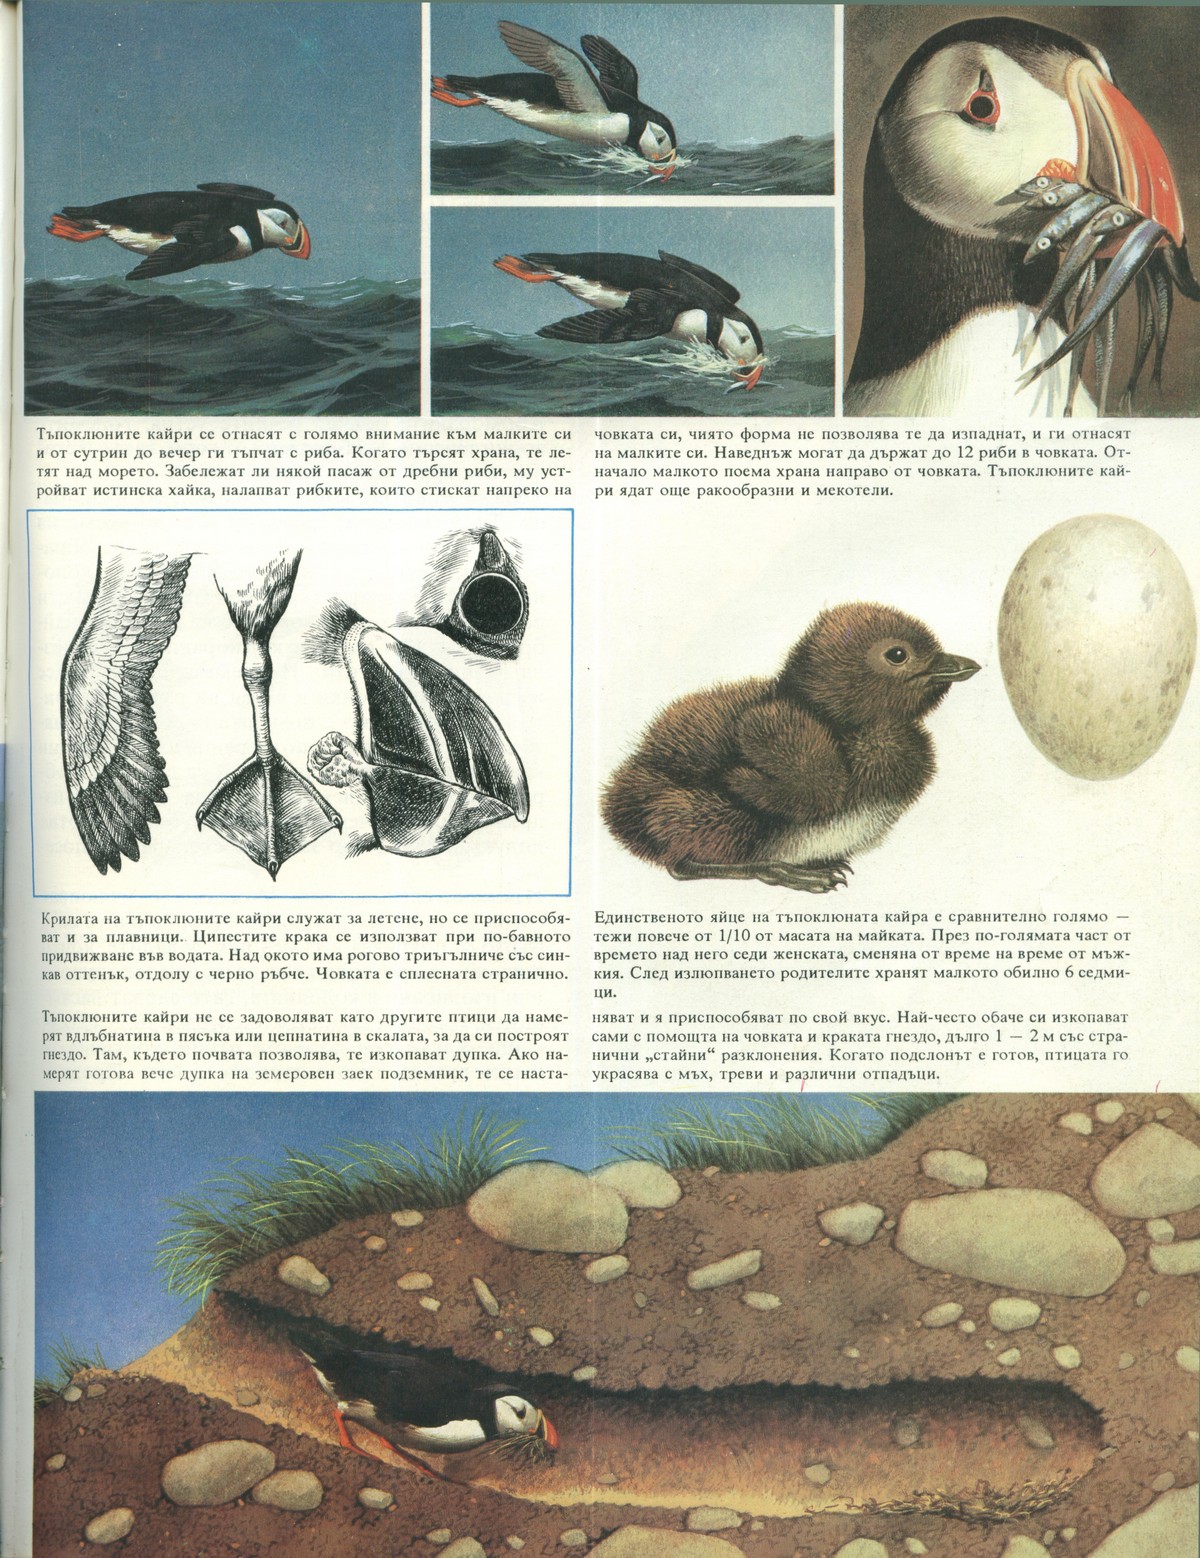 Тъпоклюните кайри се отнасят с голямо внимание към малките си
и от сутрин до вечер ги тъпчат с риба. Когато търсят храна, те ле-
тят над морето. Забележат ли някой пасаж от дребни риби, му уст-
ройват истинска хайка, налапват рибките, които стискат напреко на
човката си, чиято форма не позволява те да изпаднат, и ги отнасят
на малките си. Наведнъж могат да държат до 12 риби в човката. От-
начало малкото поема храна направо от човката. Тъпоклюните кай-
ри ядат още ракообразни и мекотели.
Крилата на тъпоклюните кайри служат за летене, но се приспособя-
ват и за плавници. Ципестите крака се използват при по-бавното
придвижване във водата. Над окото има рогово триъгълниче със син-
кав оттенък, отдолу с черно ръбче. Човката е сплесната странично.
Единственото яйце на тъпоклюната кайра е сравнително голямо —
тежи повече от 1/10 от масата на майката. През по-голямата част от
времето над него седи женската, сменяна от време на време от мъж-
кия. След излюпването родителите хранят малкото обилно 6 седми-
ци.
Тъпоклюните кайри не се задоволяват като другите птици да наме-
рят вдлъбнатина в пясъка или цепнатина в скалата, за да си построят
гнездо. Там, където почвата позволява, те изкопават дупка. Ако на-
мерят готова вече дупка на земеровен заек подземник, те се наста-
няват и я приспособяват по свой вкус. Най-често обаче си изкопават
сами с помощта на човката и краката гнездо, дълго 1 — 2 м със стра-
нични „стайни“ разклонения. Когато подслонът е готов, птицата го
украсява с мъх, треви и различни отпадъци.